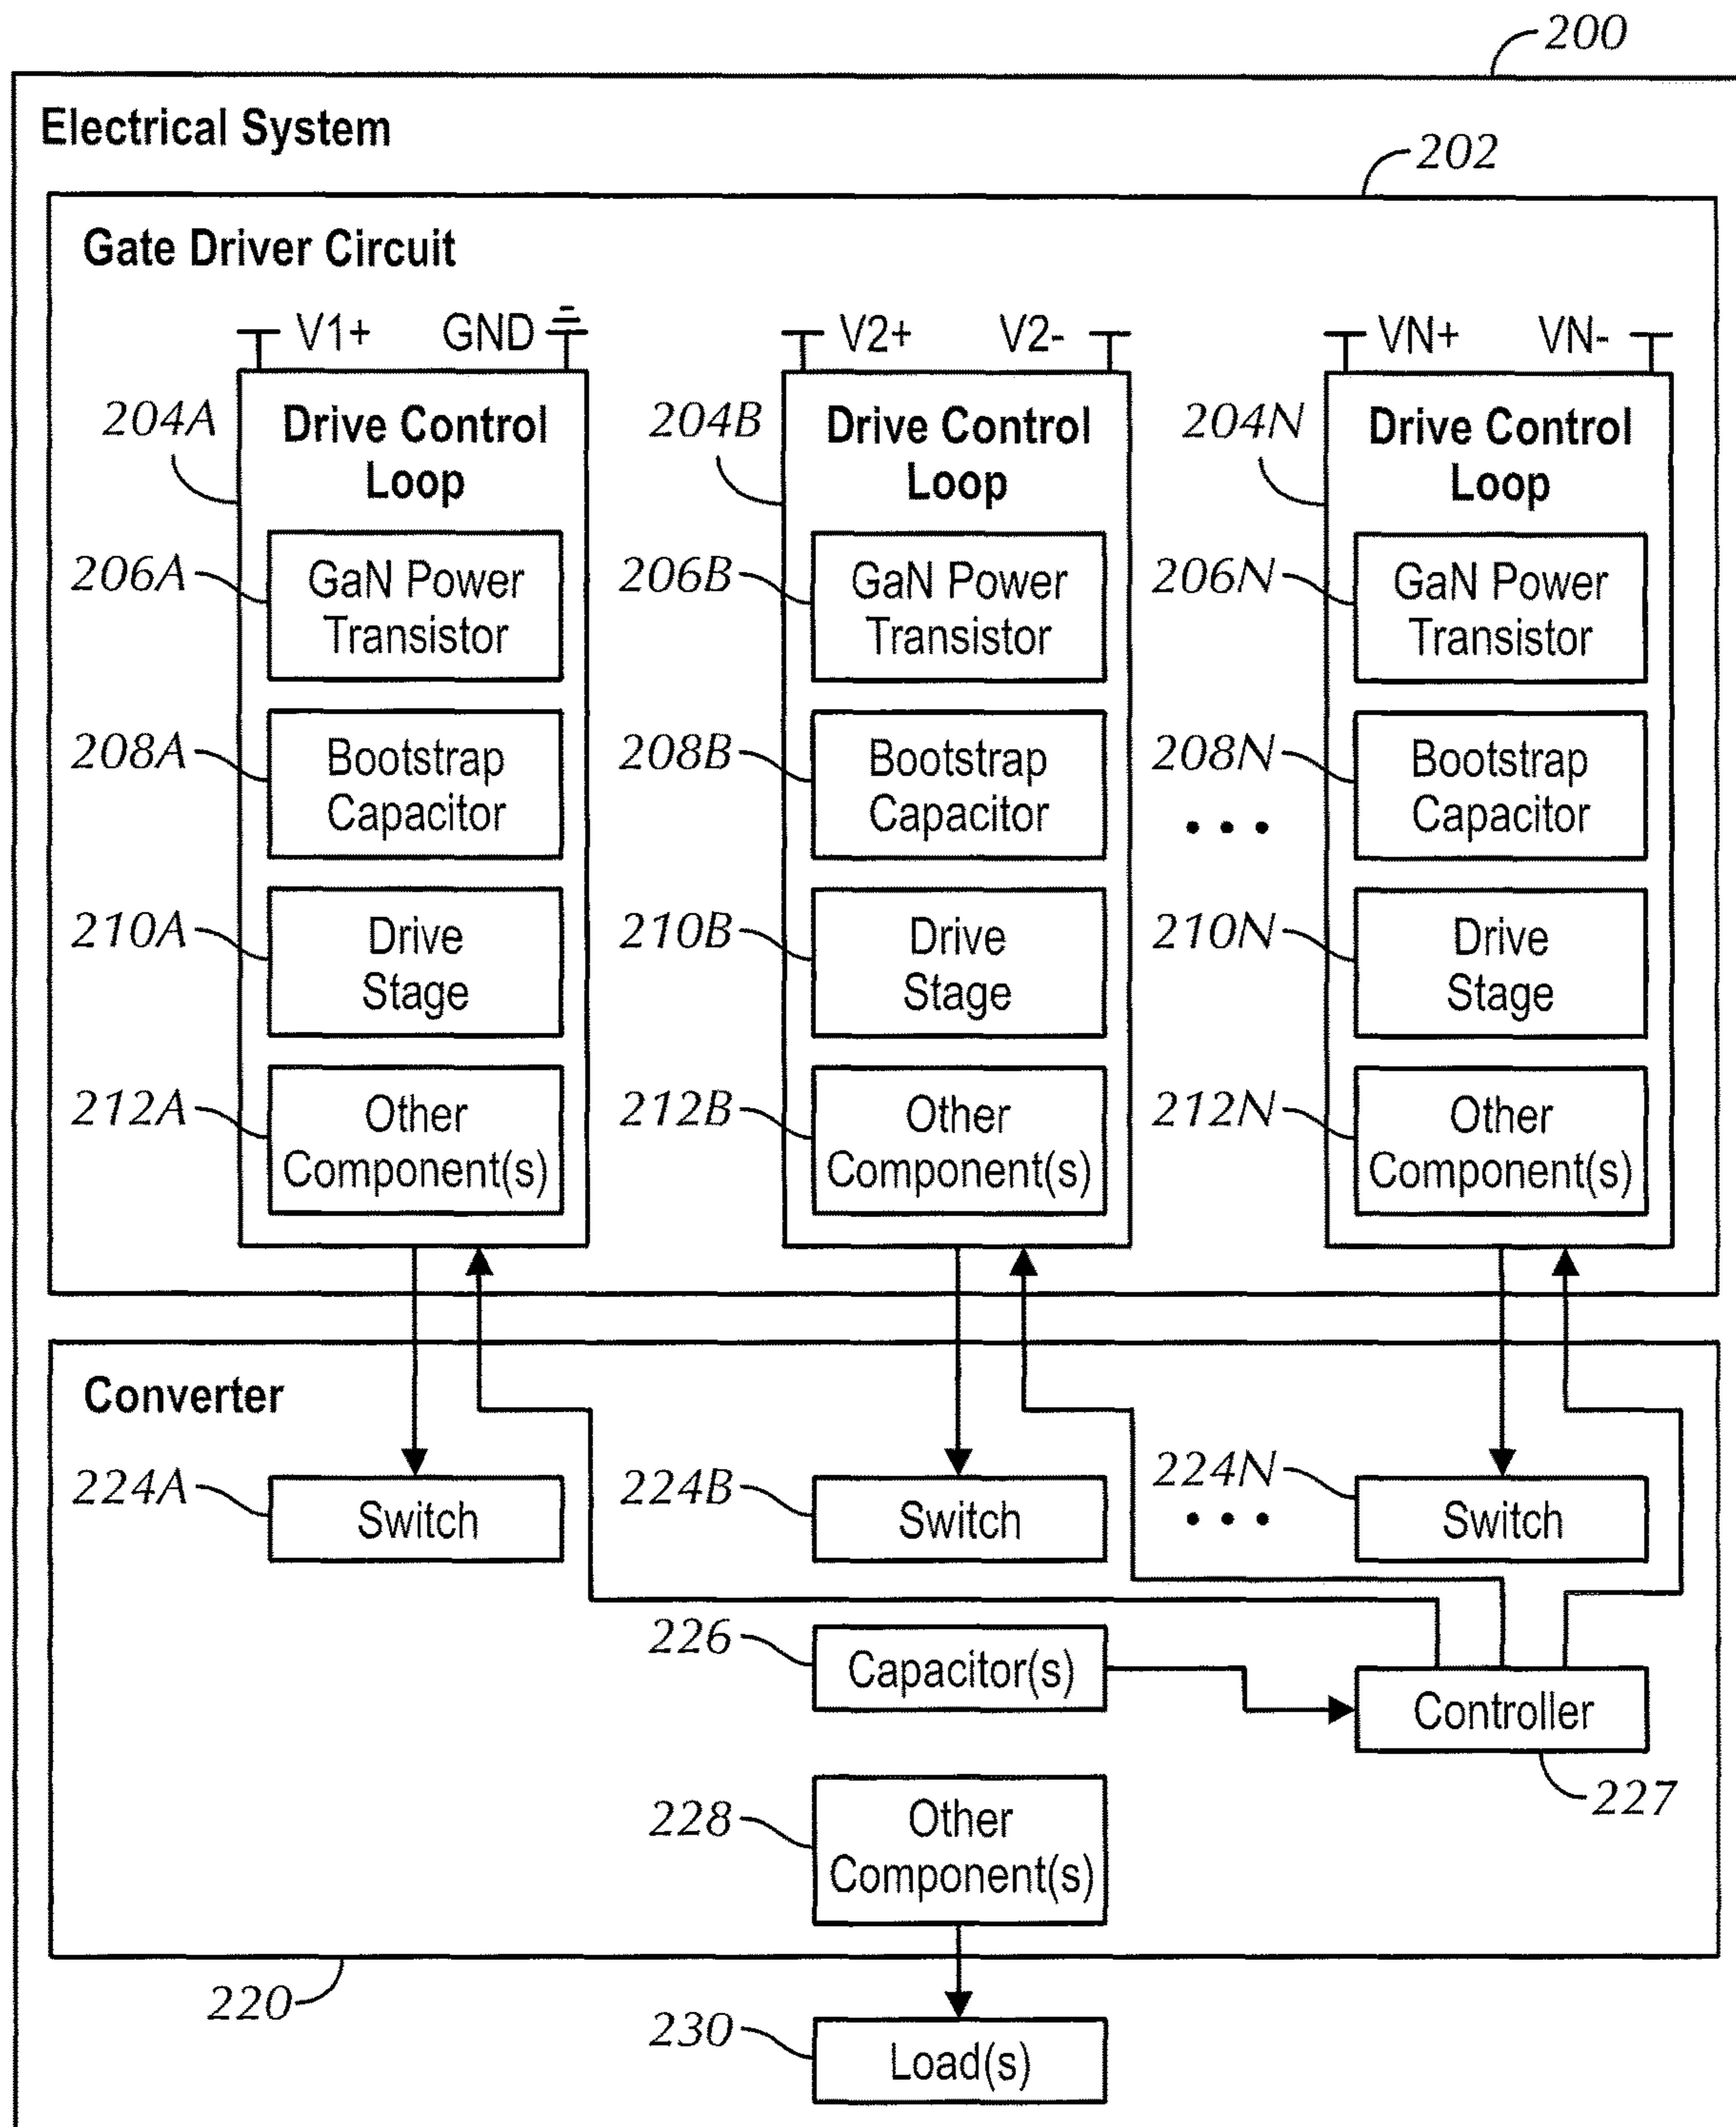 200
Electrical System
202
Gate Driver Circuit
V1+ GND V2+ V2- VN+ VN-
204A Drive Control 204B Drive Control 204N Drive Control
Loop Loop Loop
206A GaN Power 206B GaN Power 206N GaN Power
Transistor Transistor Transistor
208A Bootstrap 208B Bootstrap 208N Bootstrap
Capacitor Capacitor ... Capacitor
210A Drive 210B Drive 210N Drive
Stage Stage Stage
212A Other 212B Other 212N Other
Component(s) Component(s) Component(s)
Converter
224A Switch 224B Switch ... 224N Switch
226 Capacitor(s)
Controller
227
228 Other
Component(s)
220
230 Load(s)